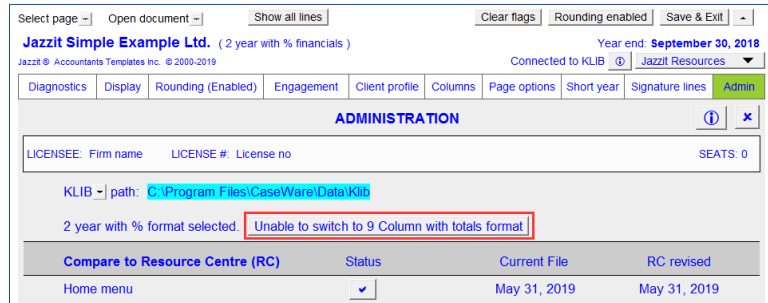 Select page Open document Show all lines Clear flags Rounding enabled Save & Exit
Jazzit Simple Example Ltd. ( 2 year with % financials ) Year end: September 30, 2018
Jazzit ® Accountants Templates Inc. © 2000-2019 Connected to KLIB Jazzit Resources
Diagnostics Display Rounding (Enabled) Engagement Client profile Columns Page options Short year Signature lines Admin
ADMINISTRATION
LICENSEE: Firm name LICENSE #: License no SEATS: 0
KLIB path: C:\Program Files\CaseWare\Data\Klib
2 year with % format selected. Unable to switch to 9 Column with totals format
Compare to Resource Centre (RC) Status Current File RC revised
Home menu May 31, 2019 May 31, 2019